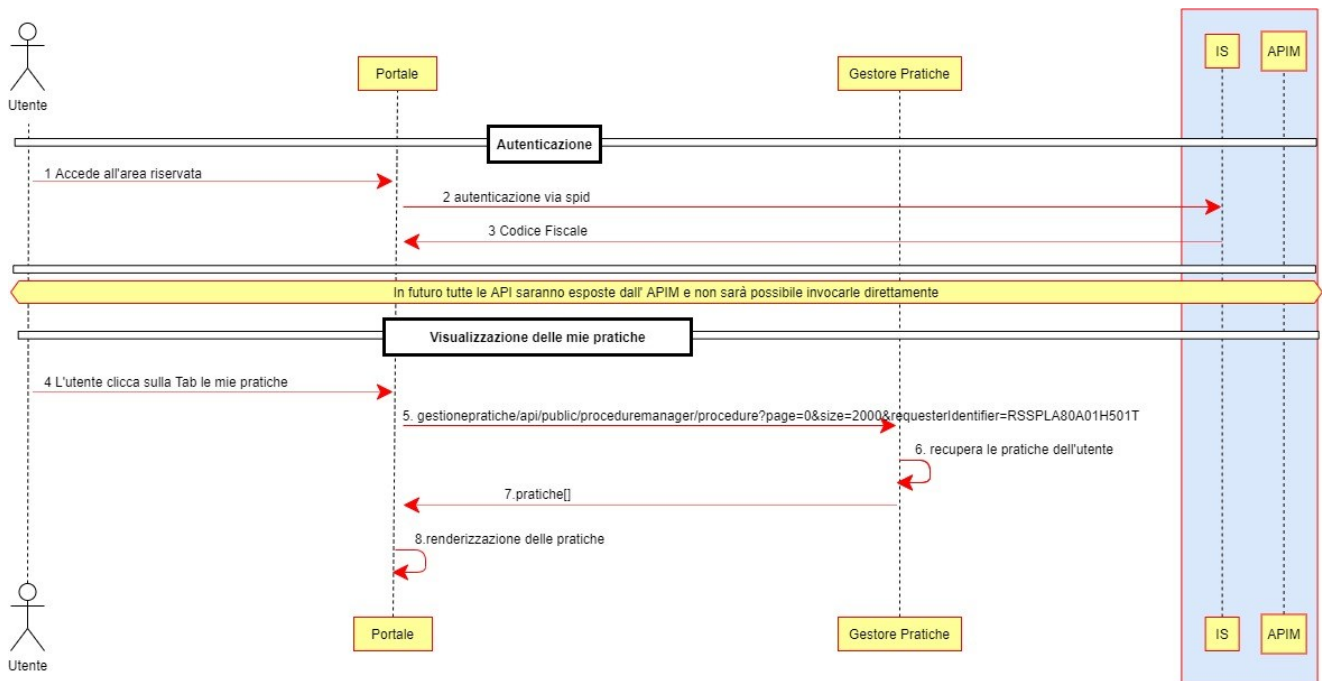 IS
APIM
Portale
Gestore Pratiche
Utente
Autenticazione
1 Accede all'area riservata
2 autenticazione via spid
3 Codice Fiscale
In futuro tutte le API saranno esposte dall' APIM e non sarà possibile invocarle direttamente
Visualizzazione delle mie pratiche
4 L'utente clicca sulla Tab le mie pratiche
5. gestionepratiche/api/public/proceduremanager/procedure?page=0&size=2000&requesterIdentifier=RSSPLA80A01H501T
6. recupera le pratiche dell'utente
7.pratiche[]
8.renderizzazione delle pratiche
Portale
Gestore Pratiche
IS
APIM
Utente